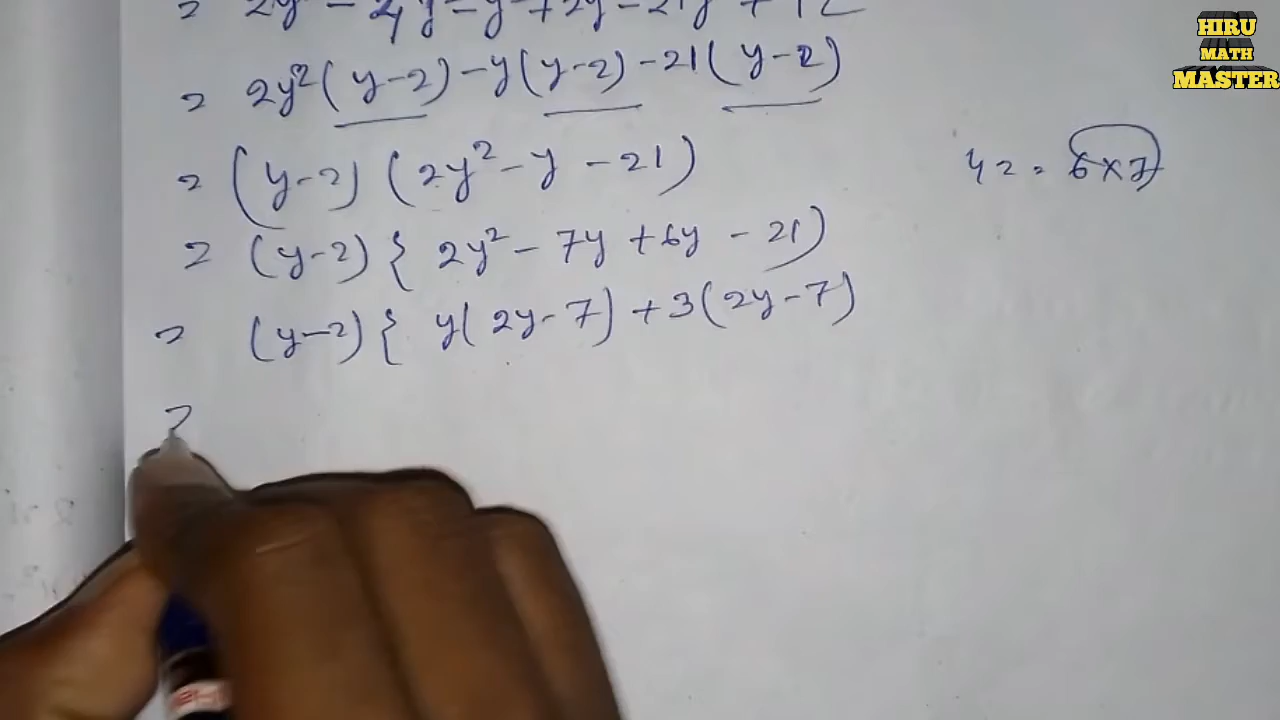 HIRU
MATH
MASTER
= 2y²(y-2) - y(y-2) - 21(y-2)
= (y-2) (2y² - y - 21)
42 = 6×7
= (y-2) { 2y² - 7y + 6y - 21)
= (y-2) { y(2y-7) + 3(2y-7)
=